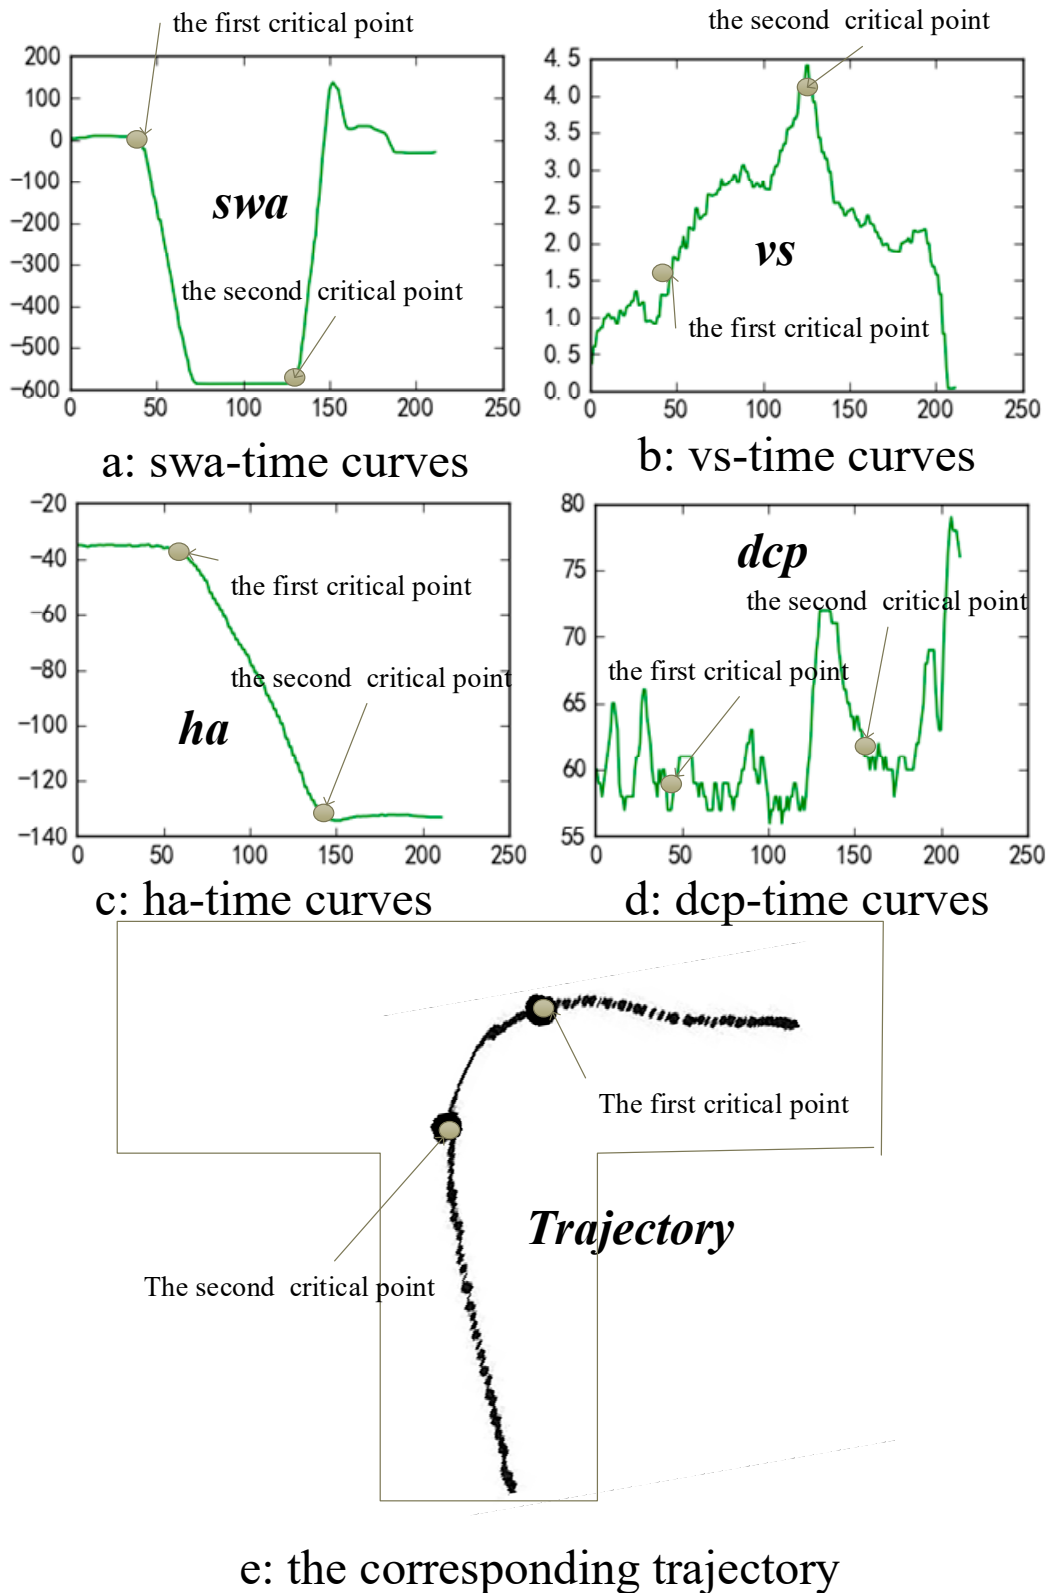 the first critical point
the second critical point
200
100
0
−100
−200
−300
−400
−500
−600
0 50 100 150 200 250
swa
the second critical point
4.5
4.0
3.5
3.0
2.5
2.0
1.5
1.0
0.5
0.0
0 50 100 150 200 250
vs
the first critical point
a: swa-time curves
b: vs-time curves
−20
−40
−60
−80
−100
−120
−140
0 50 100 150 200 250
the first critical point
the second critical point
ha
80
75
70
65
60
55
0 50 100 150 200 250
dcp
the second critical point
the first critical point
c: ha-time curves
d: dcp-time curves
The first critical point
Trajectory
The second critical point
e: the corresponding trajectory